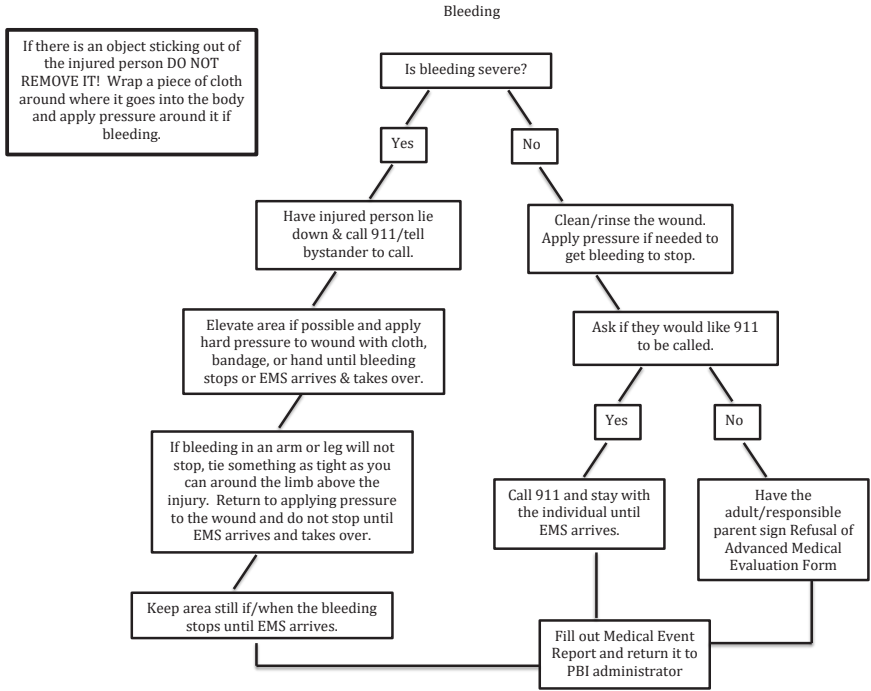 Bleeding
If there is an object sticking out of
the injured person DO NOT
REMOVE IT! Wrap a piece of cloth
around where it goes into the body
and apply pressure around it if
bleeding.
Is bleeding severe?
Yes
No
Have injured person lie
down & call 911/tell
bystander to call.
Clean/rinse the wound.
Apply pressure if needed to
get bleeding to stop.
Elevate area if possible and apply
hard pressure to wound with cloth,
bandage, or hand until bleeding
stops or EMS arrives & takes over.
Ask if they would like 911
to be called.
Yes
No
If bleeding in an arm or leg will not
stop, tie something as tight as you
can around the limb above the
injury. Return to applying pressure
to the wound and do not stop until
EMS arrives and takes over.
Call 911 and stay with
the individual until
EMS arrives.
Have the
adult/responsible
parent sign Refusal of
Advanced Medical
Evaluation Form
Keep area still if/when the bleeding
stops until EMS arrives.
Fill out Medical Event
Report and return it to
PBI administrator